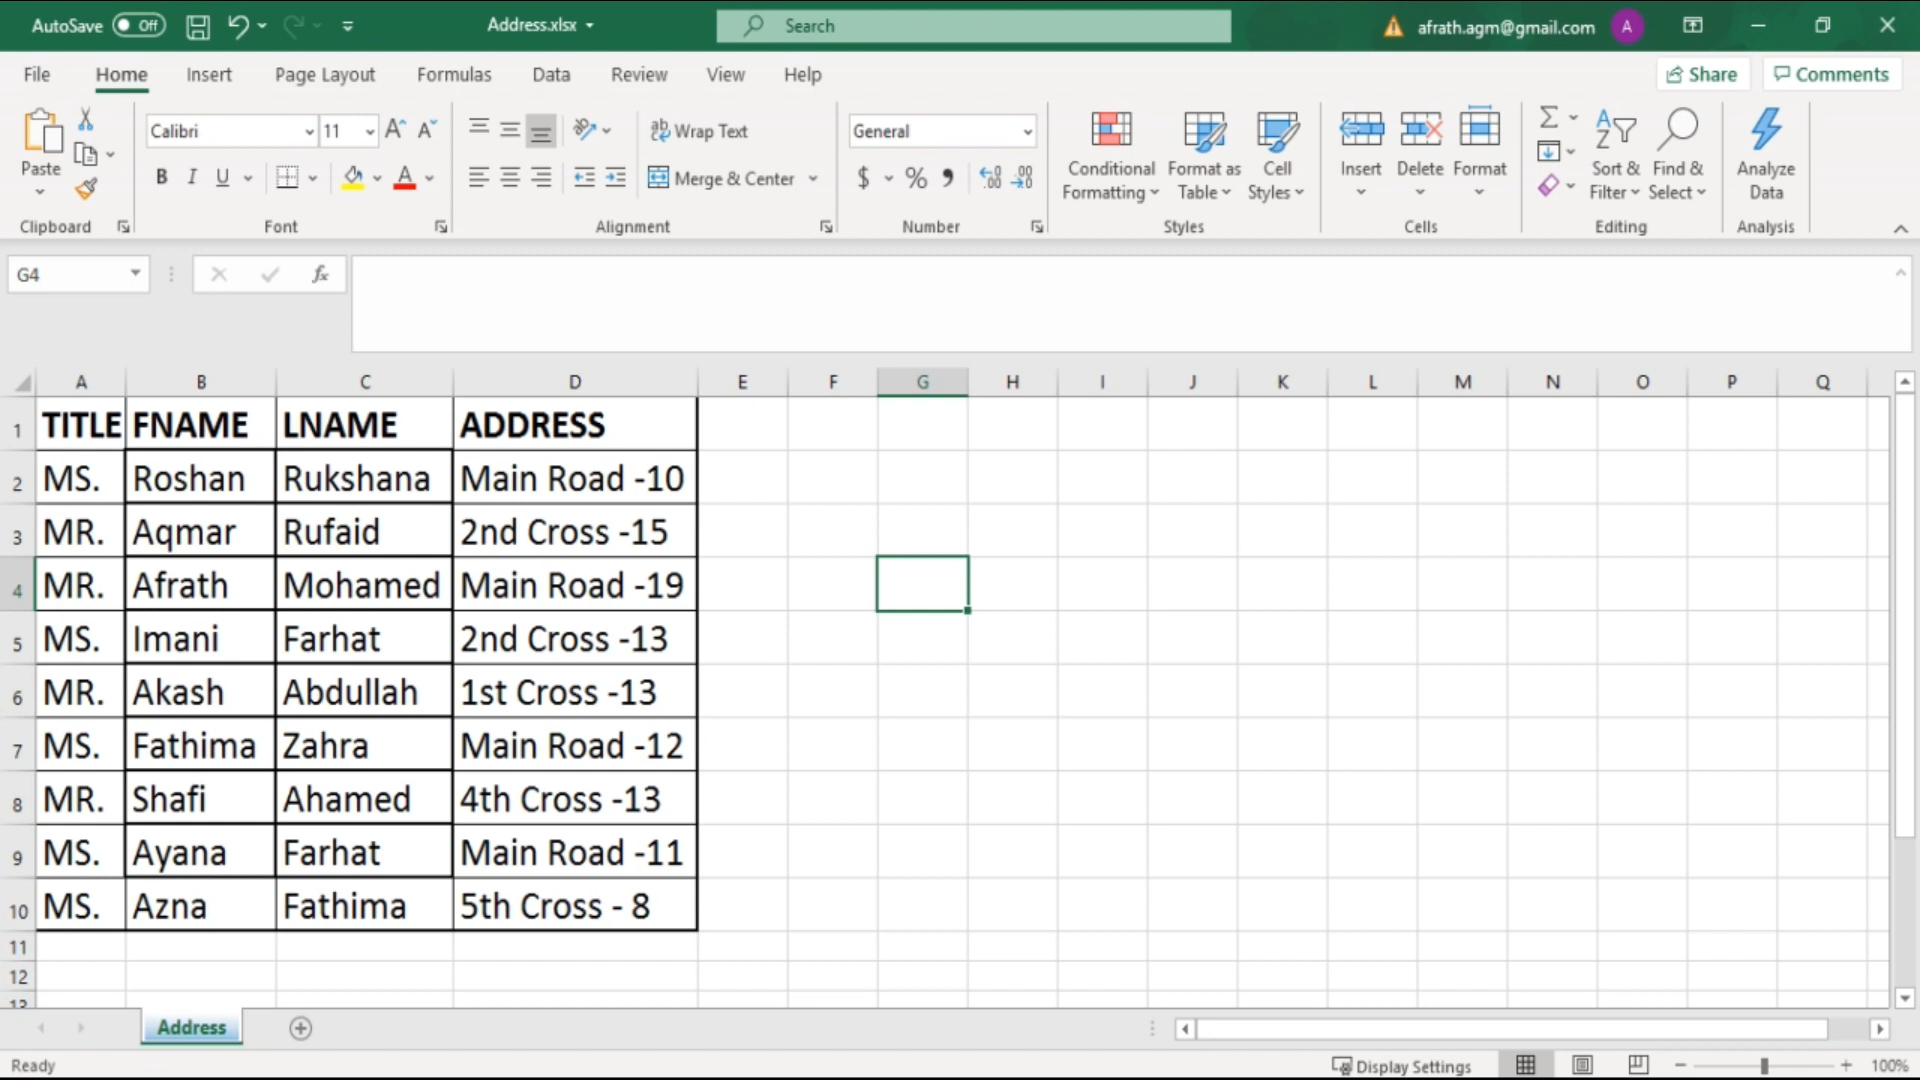 AutoSave Off Address.xlsx Search afrath.agm@gmail.com A
File Home Insert Page Layout Formulas Data Review View Help Share Comments
Paste
Clipboard
Calibri 11
B I U A
Font
ab Wrap Text
Merge & Center
Alignment
General
$ % 9
Number
Conditional Formatting
Format as Table
Cell Styles
Styles
Insert Delete Format
Cells
Sort & Filter
Find & Select
Editing
Analyze Data
Analysis
G4 fx
A B C D E F G H I J K L M N O P Q
1 TITLE FNAME LNAME ADDRESS
2 MS. Roshan Rukshana Main Road -10
3 MR. Aqmar Rufaid 2nd Cross -15
4 MR. Afrath Mohamed Main Road -19
5 MS. Imani Farhat 2nd Cross -13
6 MR. Akash Abdullah 1st Cross -13
7 MS. Fathima Zahra Main Road -12
8 MR. Shafi Ahamed 4th Cross -13
9 MS. Ayana Farhat Main Road -11
10 MS. Azna Fathima 5th Cross - 8
11
12
13
Address
Ready Display Settings 100%